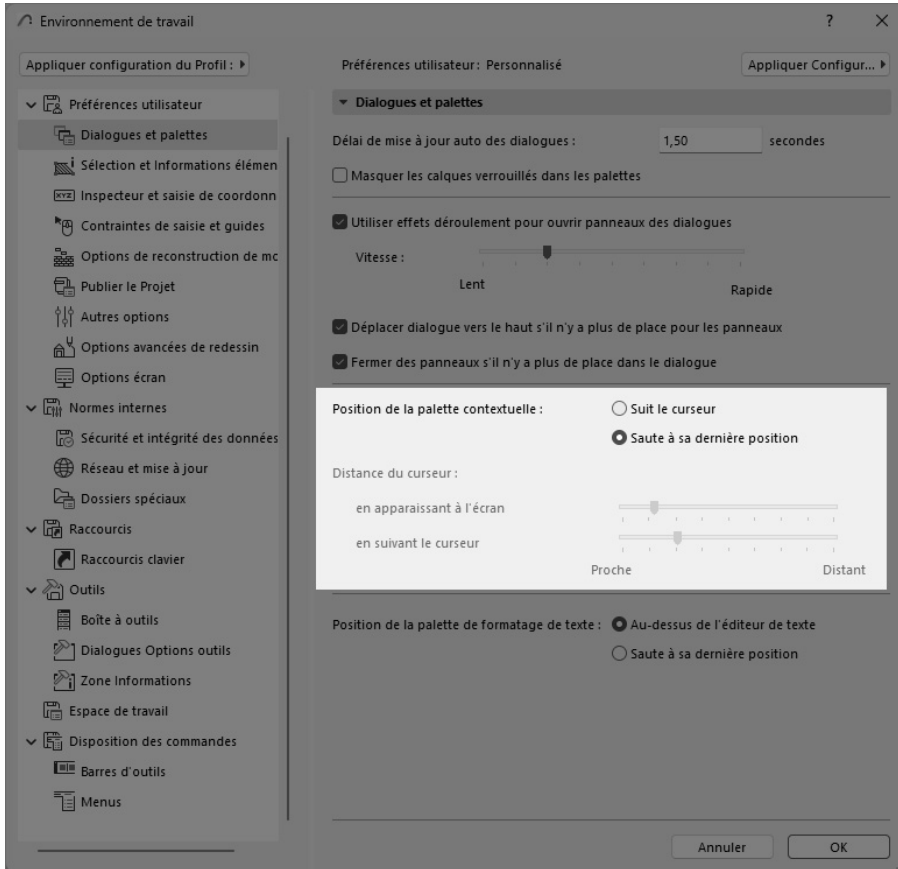 Environnement de travail
?
Appliquer configuration du Profil :
Préférences utilisateur : Personnalisé
Appliquer Configur...
Préférences utilisateur
Dialogues et palettes
Sélection et Informations élémen
XYZ Inspecteur et saisie de coordonn
Contraintes de saisie et guides
Options de reconstruction de mc
Publier le Projet
Autres options
Options avancées de redessin
Options écran
Normes internes
Sécurité et intégrité des données
Réseau et mise à jour
Dossiers spéciaux
Raccourcis
Raccourcis clavier
Outils
Boîte à outils
Dialogues Options outils
Zone Informations
Espace de travail
Disposition des commandes
Barres d'outils
Menus
Dialogues et palettes
Délai de mise à jour auto des dialogues : 1,50 secondes
Masquer les calques verrouillés dans les palettes
Utiliser effets déroulement pour ouvrir panneaux des dialogues
Vitesse :
Lent Rapide
Déplacer dialogue vers le haut s'il n'y a plus de place pour les panneaux
Fermer des panneaux s'il n'y a plus de place dans le dialogue
Position de la palette contextuelle : Suit le curseur
Saute à sa dernière position
Distance du curseur :
en apparaissant à l'écran
en suivant le curseur
Proche Distant
Position de la palette de formatage de texte : Au-dessus de l'éditeur de texte
Saute à sa dernière position
Annuler OK